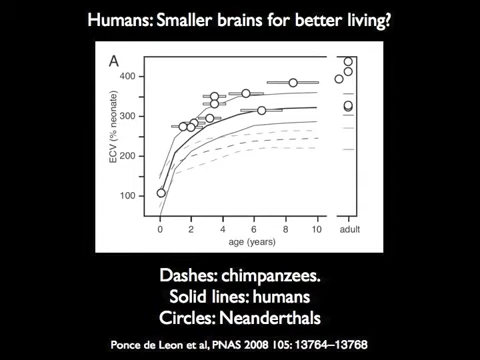 Humans: Smaller brains for better living?
A
ECV (% neonate)
400
300
200
100
0 2 4 6 8 10 adult
age (years)
Dashes: chimpanzees.
Solid lines: humans
Circles: Neanderthals
Ponce de Leon et al, PNAS 2008 105: 13764–13768